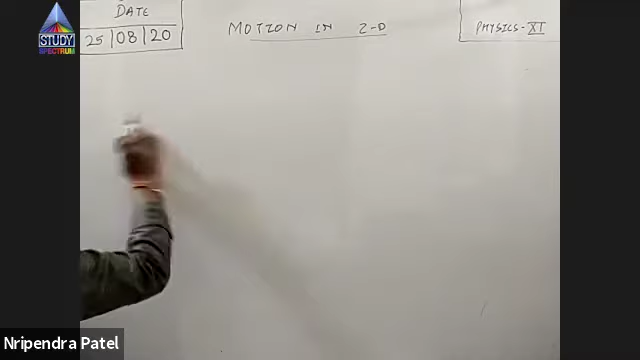 DATE
25|08|20
MOTION IN 2-D
PHYSICS-XI
STUDY
SPECTRUM
Nripendra Patel